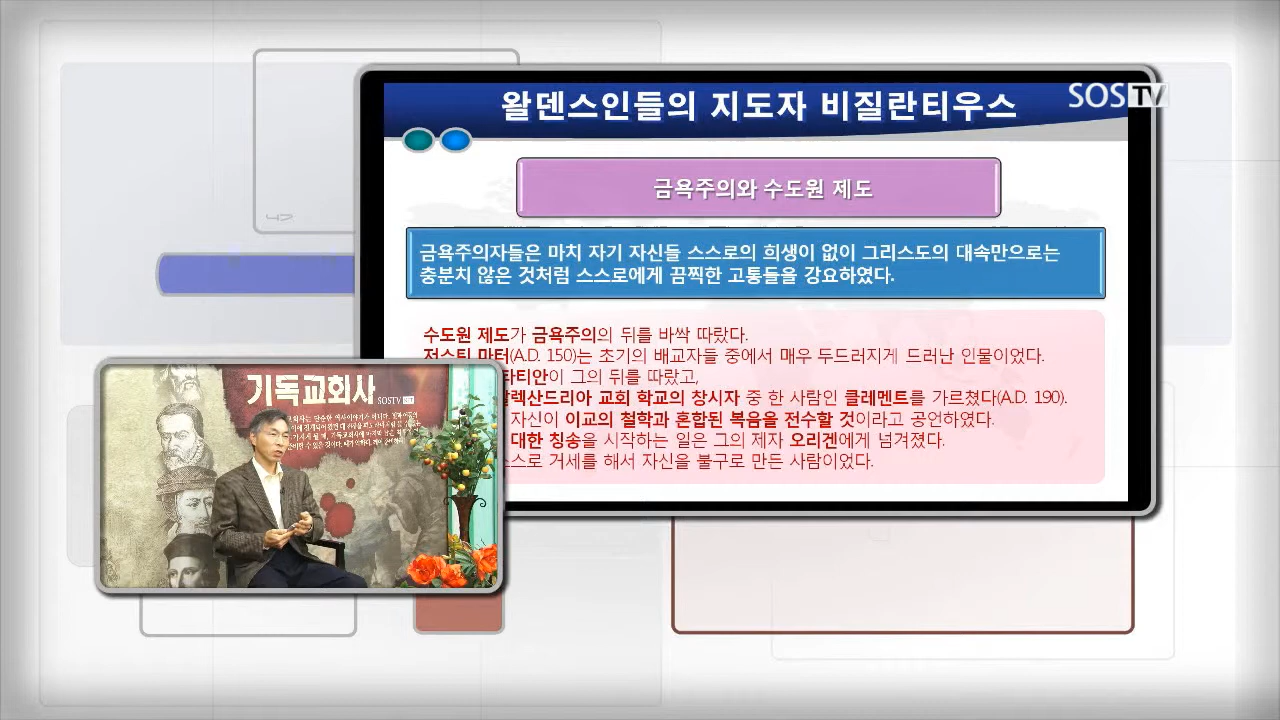 왈덴스인들의 지도자 비질란티우스
SOSTV
금욕주의와 수도원 제도
금욕주의자들은 마치 자기 자신들 스스로의 희생이 없이 그리스도의 대속만으로는
충분치 않은 것처럼 스스로에게 끔찍한 고통들을 강요하였다.
수도원 제도가 금욕주의의 뒤를 바싹 따랐다.
저스틴 마터(A.D. 150)는 초기의 배교자들 중에서 매우 두드러지게 드러난 인물이었다.
타티안이 그의 뒤를 따랐고,
알렉산드리아 교회 학교의 창시자 중 한 사람인 클레멘트를 가르쳤다(A.D. 190).
자신이 이교의 철학과 혼합된 복음을 전수할 것이라고 공언하였다.
대한 칭송을 시작하는 일은 그의 제자 오리겐에게 넘겨졌다.
스스로 거세를 해서 자신을 불구로 만든 사람이었다.
기독교회사
SOSTV
47